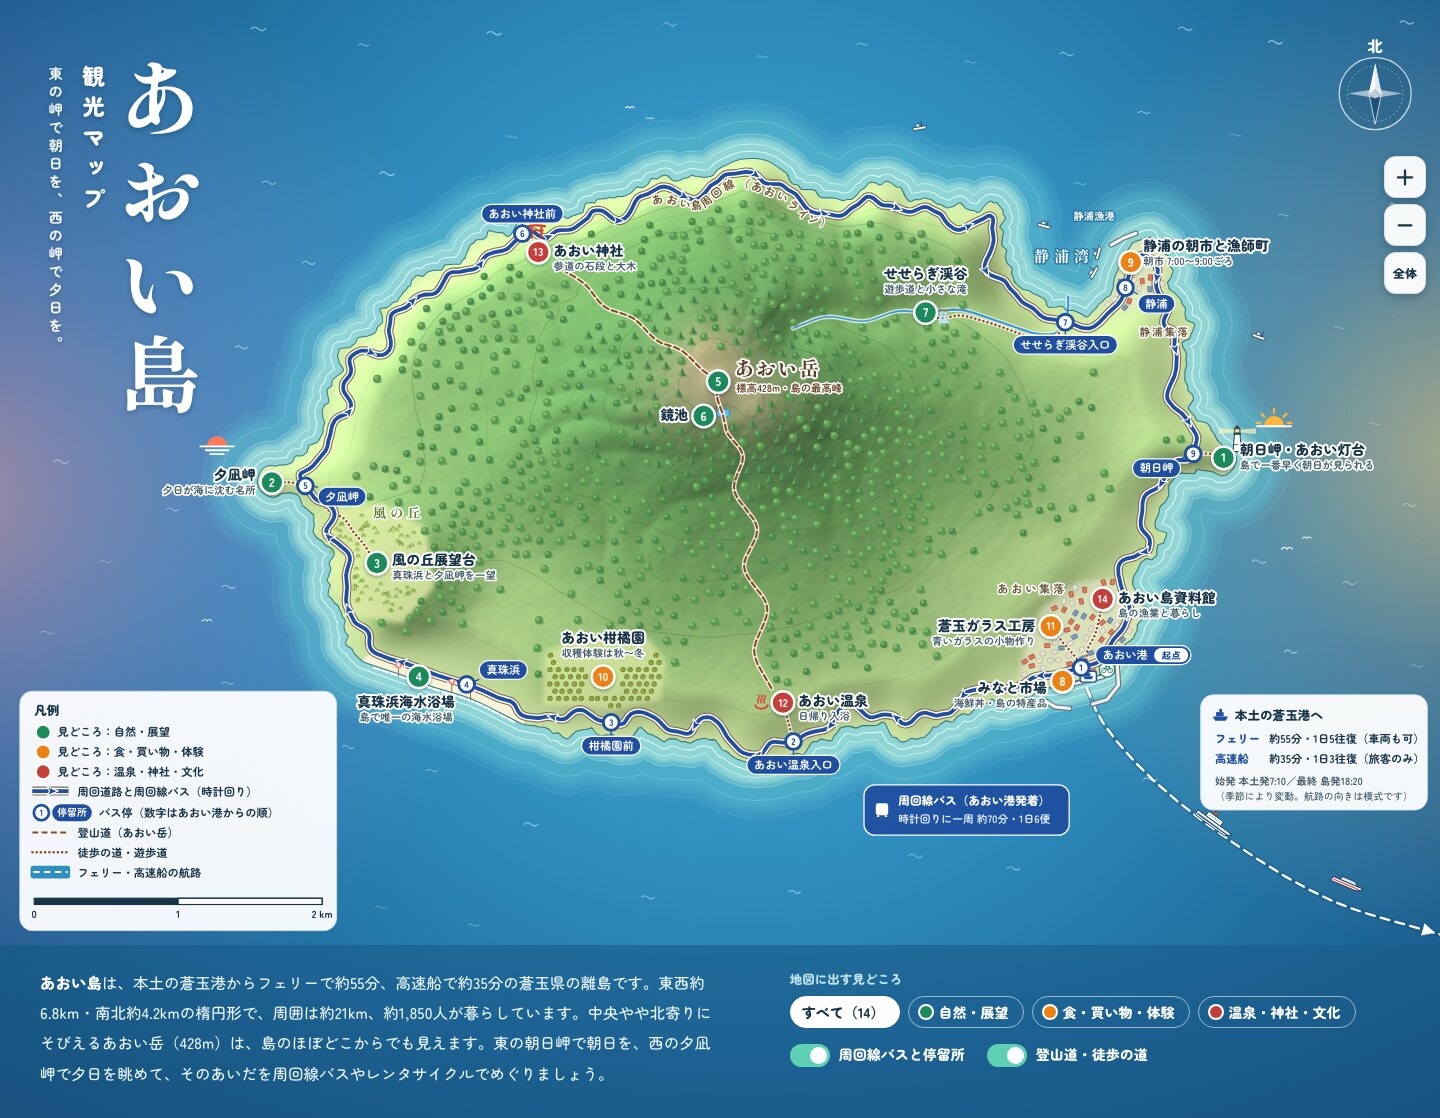 あおい島
観光マップ
東の岬で朝日を、西の岬で夕日を。
北
+
−
全体
あおい島周回線（あおいライン）
あおい神社前
6
13
あおい神社
参道の石段と大木
静浦漁港
静浦湾
9
静浦の朝市と漁師町
朝市 7:00〜9:00ごろ
8
静浦
静浦集落
せせらぎ渓谷
遊歩道と小さな滝
7
7
せせらぎ渓谷入口
5
あおい岳
標高428m・島の最高峰
鏡池
6
朝日岬
9
1
朝日岬・あおい灯台
島で一番早く朝日が見られる
夕凪岬
夕日が海に沈む名所
2
5
夕凪岬
風の丘
3
風の丘展望台
真珠浜と夕凪岬を一望
あおい集落
14
あおい島資料館
島の漁業と暮らし
蒼玉ガラス工房
青いガラスの小物作り
11
1
あおい港 起点
みなと市場
海鮮丼・島の特産品
8
あおい柑橘園
収穫体験は秋〜冬
10
4
真珠浜海水浴場
島で唯一の海水浴場
4
真珠浜
3
柑橘園前
12
あおい温泉
日帰り入浴
2
あおい温泉入口
周回線バス（あおい港発着）
時計回りに一周 約70分・1日6便
本土の蒼玉港へ
フェリー 約55分・1日5往復（車両も可）
高速船 約35分・1日3往復（旅客のみ）
始発 本土発7:10／最終 島発18:20
（季節により変動。航路の向きは模式です）
凡例
見どころ：自然・展望
見どころ：食・買い物・体験
見どころ：温泉・神社・文化
周回道路と周回線バス（時計回り）
1 停留所 バス停（数字はあおい港からの順）
登山道（あおい岳）
徒歩の道・遊歩道
フェリー・高速船の航路
0 1 2 km
あおい島は、本土の蒼玉港からフェリーで約55分、高速船で約35分の蒼玉県の離島です。東西約
6.8km・南北約4.2kmの楕円形で、周囲は約21km、約1,850人が暮らしています。中央やや北寄りに
そびえるあおい岳（428m）は、島のほぼどこからでも見えます。東の朝日岬で朝日を、西の夕凪
岬で夕日を眺めて、そのあいだを周回線バスやレンタサイクルでめぐりましょう。
地図に出す見どころ
すべて（14） 自然・展望 食・買い物・体験 温泉・神社・文化
周回線バスと停留所 登山道・徒歩の道